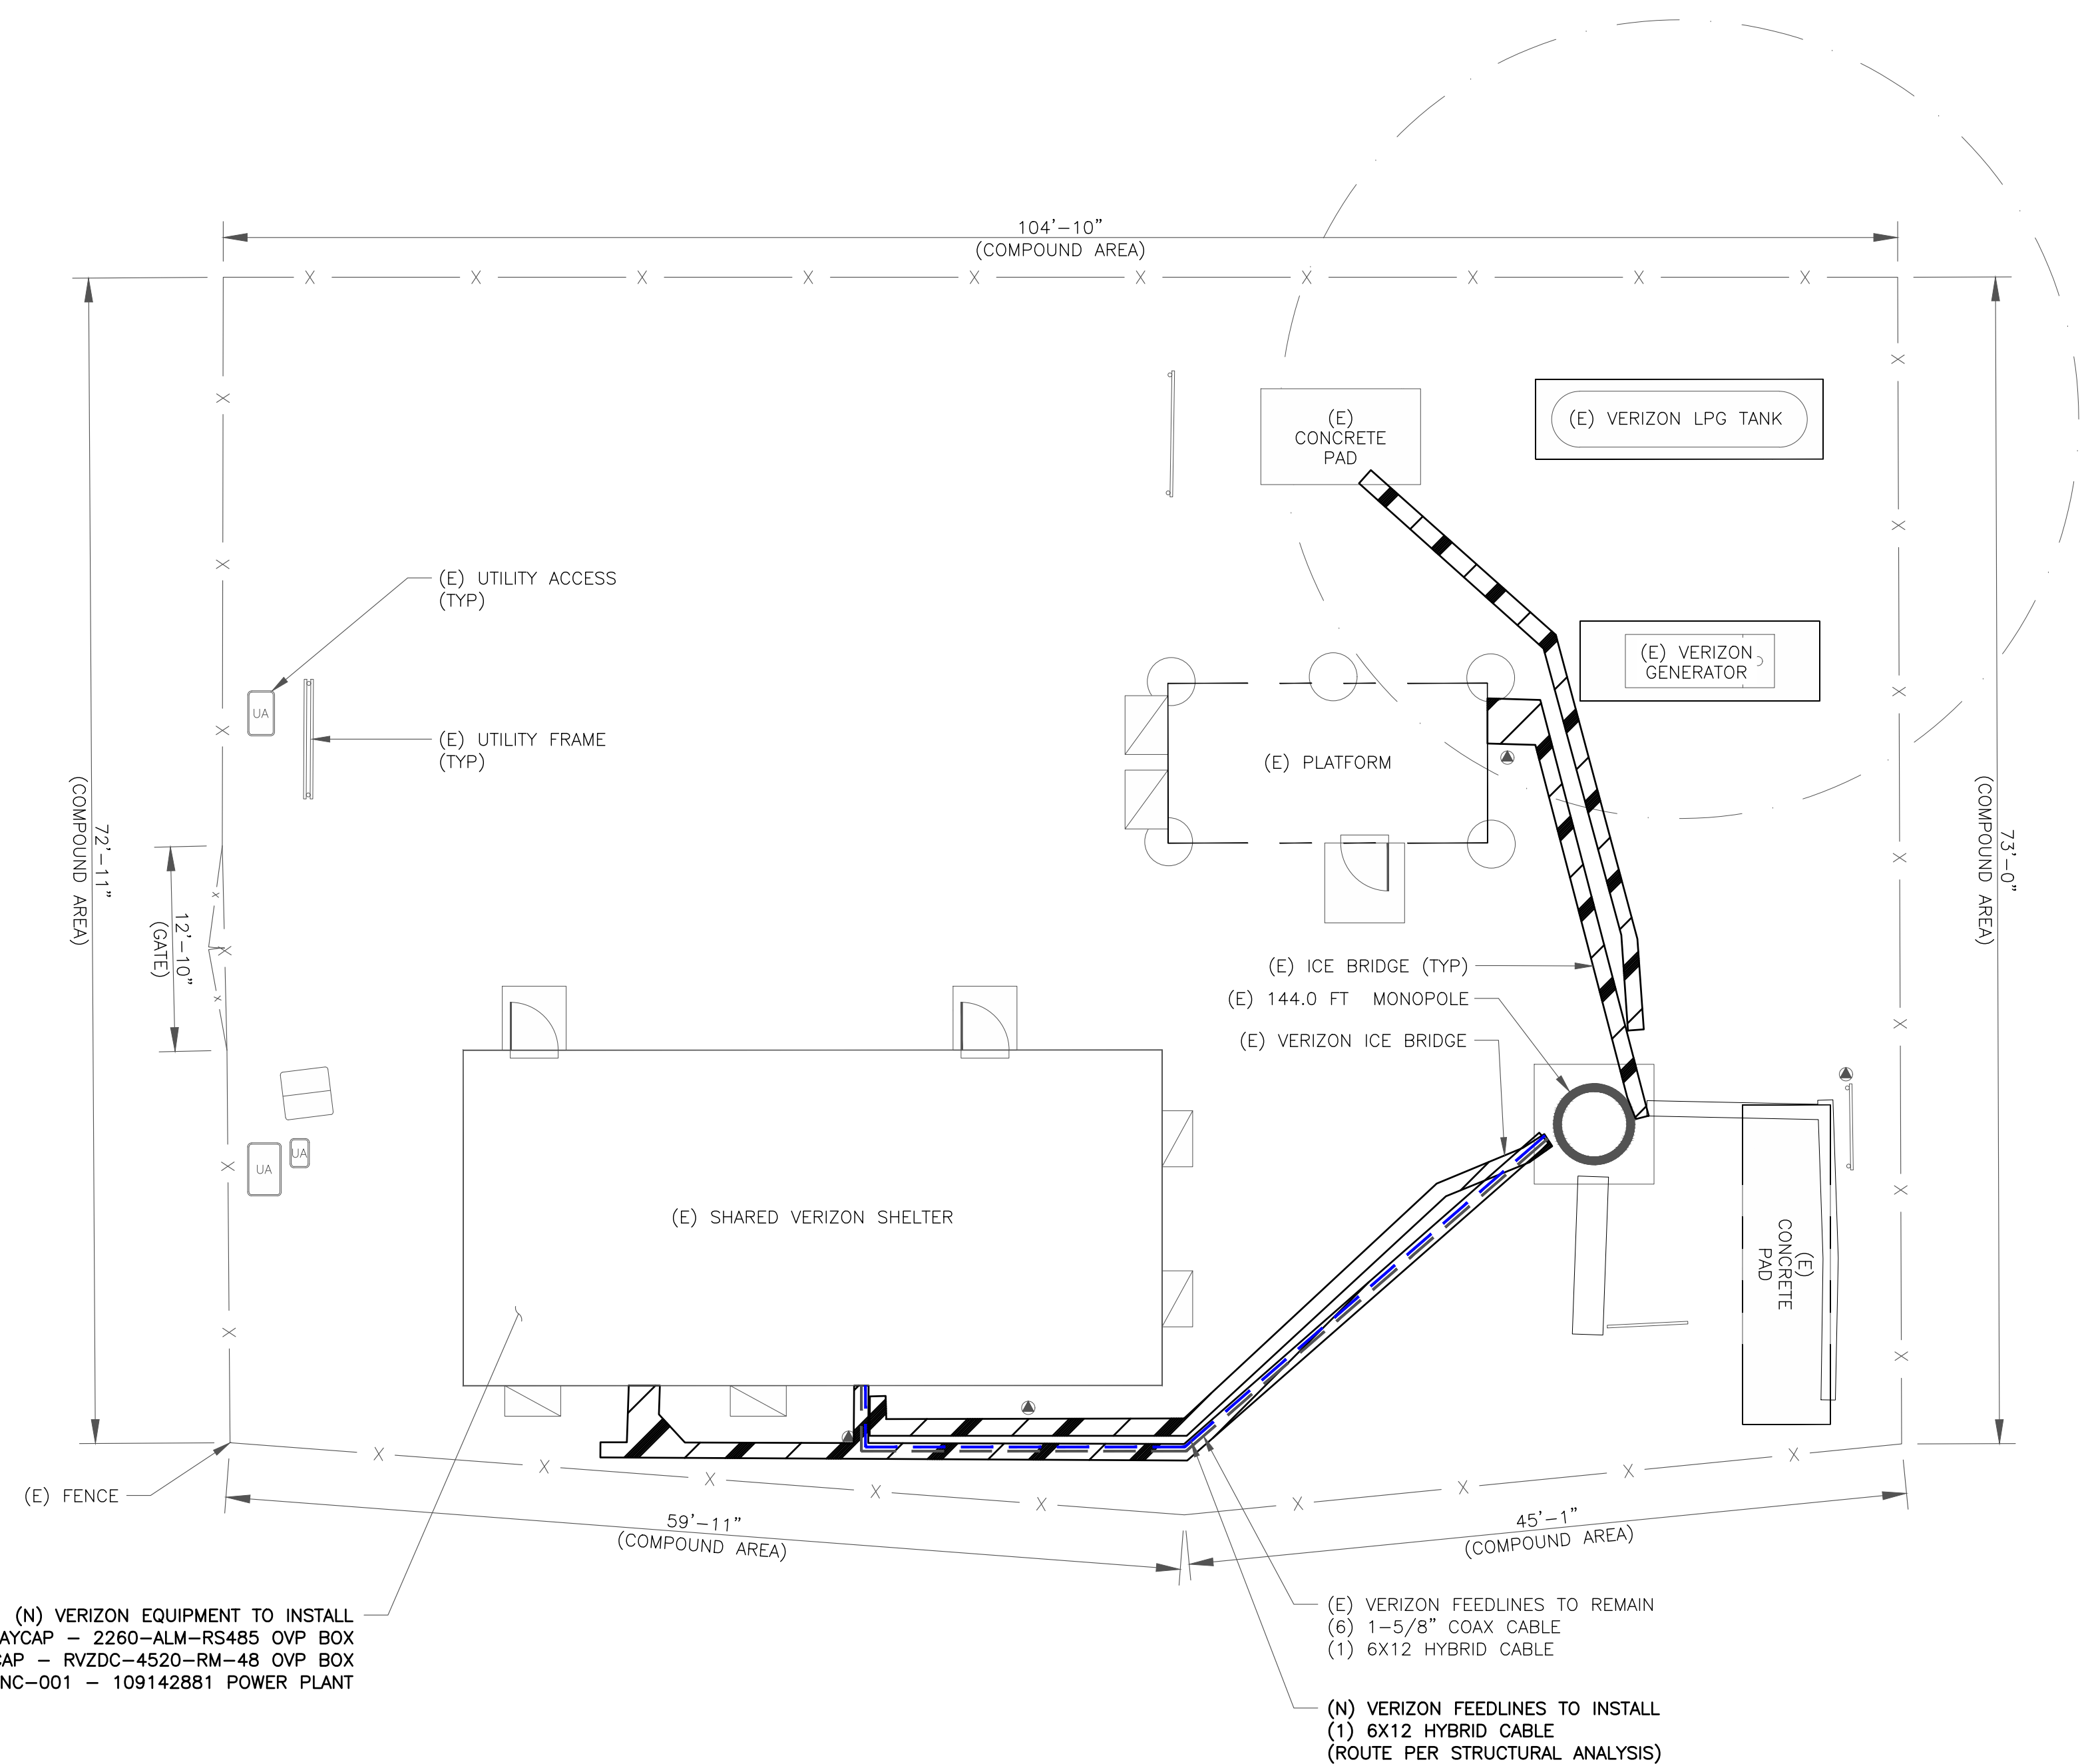 104'-10"
(COMPOUND AREA)
X X X X X X X X X X
(E)
CONCRETE
PAD
(E) VERIZON LPG TANK
(E) UTILITY ACCESS
(TYP)
UA
(E) VERIZON
GENERATOR
(E) UTILITY FRAME
(TYP)
(E) PLATFORM
72'-11"
(COMPOUND AREA)
73'-0"
(COMPOUND AREA)
12'-10"
(GATE)
(E) ICE BRIDGE (TYP)
(E) 144.0 FT MONOPOLE
(E) VERIZON ICE BRIDGE
UA
UA
(E) SHARED VERIZON SHELTER
(E)
CONCRETE
PAD
(E) FENCE
59'-11"
(COMPOUND AREA)
45'-1"
(COMPOUND AREA)
(N) VERIZON EQUIPMENT TO INSTALL
AYCAP - 2260-ALM-RS485 OVP BOX
CAP - RVZDC-4520-RM-48 OVP BOX
NC-001 - 109142881 POWER PLANT
(E) VERIZON FEEDLINES TO REMAIN
(6) 1-5/8" COAX CABLE
(1) 6X12 HYBRID CABLE
(N) VERIZON FEEDLINES TO INSTALL
(1) 6X12 HYBRID CABLE
(ROUTE PER STRUCTURAL ANALYSIS)